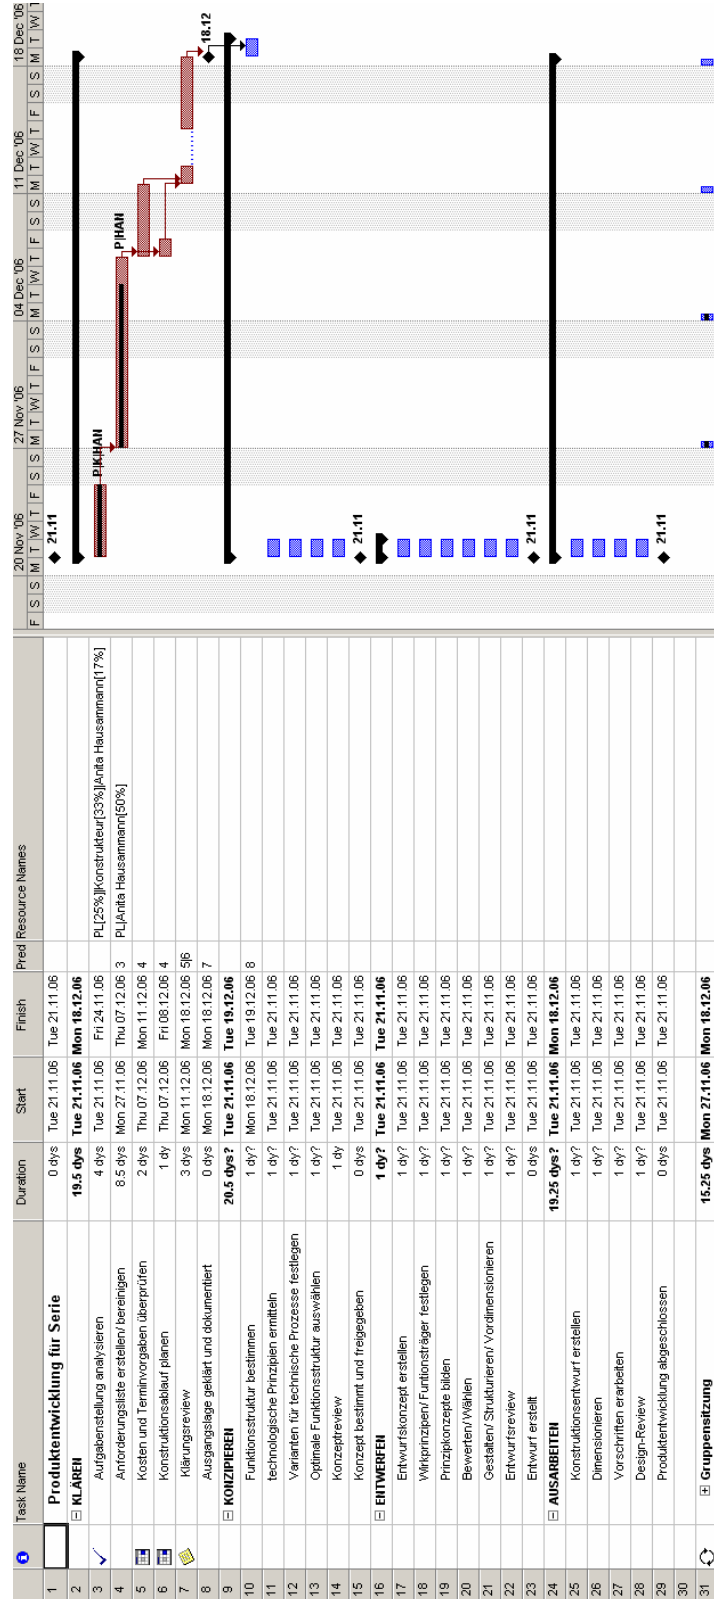 Task Name Duration Start Finish Pred Resource Names
20 Nov '06 27 Nov '06 04 Dec '06 11 Dec '06 18 Dec '06
F S S M T W T F S S M T W T F S S M T W T F S S M T W T F S S M T W T
1 Produktentwicklung für Serie 0 dys Tue 21.11.06 Tue 21.11.06 21.11
2 KLÄREN 19.5 dys Tue 21.11.06 Mon 18.12.06
3 Aufgabenstellung analysieren 4 dys Tue 21.11.06 Fri 24.11.06 PL[25%]|Konstrukteur[33%]|Anita Hausammann[17%] P|K|HAN
4 Anforderungsliste erstellen/ bereinigen 8.5 dys Mon 27.11.06 Thu 07.12.06 3 PL|Anita Hausammann[50%] P|HAN
5 Kosten und Terminvorgaben überprüfen 2 dys Thu 07.12.06 Mon 11.12.06 4
6 Konstruktionsablauf planen 1 dy Thu 07.12.06 Fri 08.12.06 4
7 Klärungsreview 3 dys Mon 11.12.06 Mon 18.12.06 5|6
8 Ausgangslage geklärt und dokumentiert 0 dys Mon 18.12.06 Mon 18.12.06 7 18.12
9 KONZIPIEREN 20.5 dys? Tue 21.11.06 Tue 19.12.06
10 Funktionsstruktur bestimmen 1 dy? Mon 18.12.06 Tue 19.12.06 8
11 technologische Prinzipien ermitteln 1 dy? Tue 21.11.06 Tue 21.11.06
12 Varianten für technische Prozesse festlegen 1 dy? Tue 21.11.06 Tue 21.11.06
13 Optimale Funktionsstruktur auswählen 1 dy? Tue 21.11.06 Tue 21.11.06
14 Konzeptreview 1 dy Tue 21.11.06 Tue 21.11.06
15 Konzept bestimmt und freigegeben 0 dys Tue 21.11.06 Tue 21.11.06 21.11
16 ENTWERFEN 1 dy? Tue 21.11.06 Tue 21.11.06
17 Entwurfskonzept erstellen 1 dy? Tue 21.11.06 Tue 21.11.06
18 Wirkprinzipen/ Funtionsträger festlegen 1 dy? Tue 21.11.06 Tue 21.11.06
19 Prinzipkonzepte bilden 1 dy? Tue 21.11.06 Tue 21.11.06
20 Bewerten/ Wählen 1 dy? Tue 21.11.06 Tue 21.11.06
21 Gestalten/ Strukturieren/ Vordimensionieren 1 dy? Tue 21.11.06 Tue 21.11.06
22 Entwurfsreview 1 dy? Tue 21.11.06 Tue 21.11.06
23 Entwurf erstellt 0 dys Tue 21.11.06 Tue 21.11.06 21.11
24 AUSARBEITEN 19.25 dys? Tue 21.11.06 Mon 18.12.06
25 Konstruktionsentwurf erstellen 1 dy? Tue 21.11.06 Tue 21.11.06
26 Dimensionieren 1 dy? Tue 21.11.06 Tue 21.11.06
27 Vorschriften erarbeiten 1 dy? Tue 21.11.06 Tue 21.11.06
28 Design-Review 1 dy? Tue 21.11.06 Tue 21.11.06
29 Produktentwicklung abgeschlossen 0 dys Tue 21.11.06 Tue 21.11.06 21.11
30
31 Gruppensitzung 15.25 dys Mon 27.11.06 Mon 18.12.06